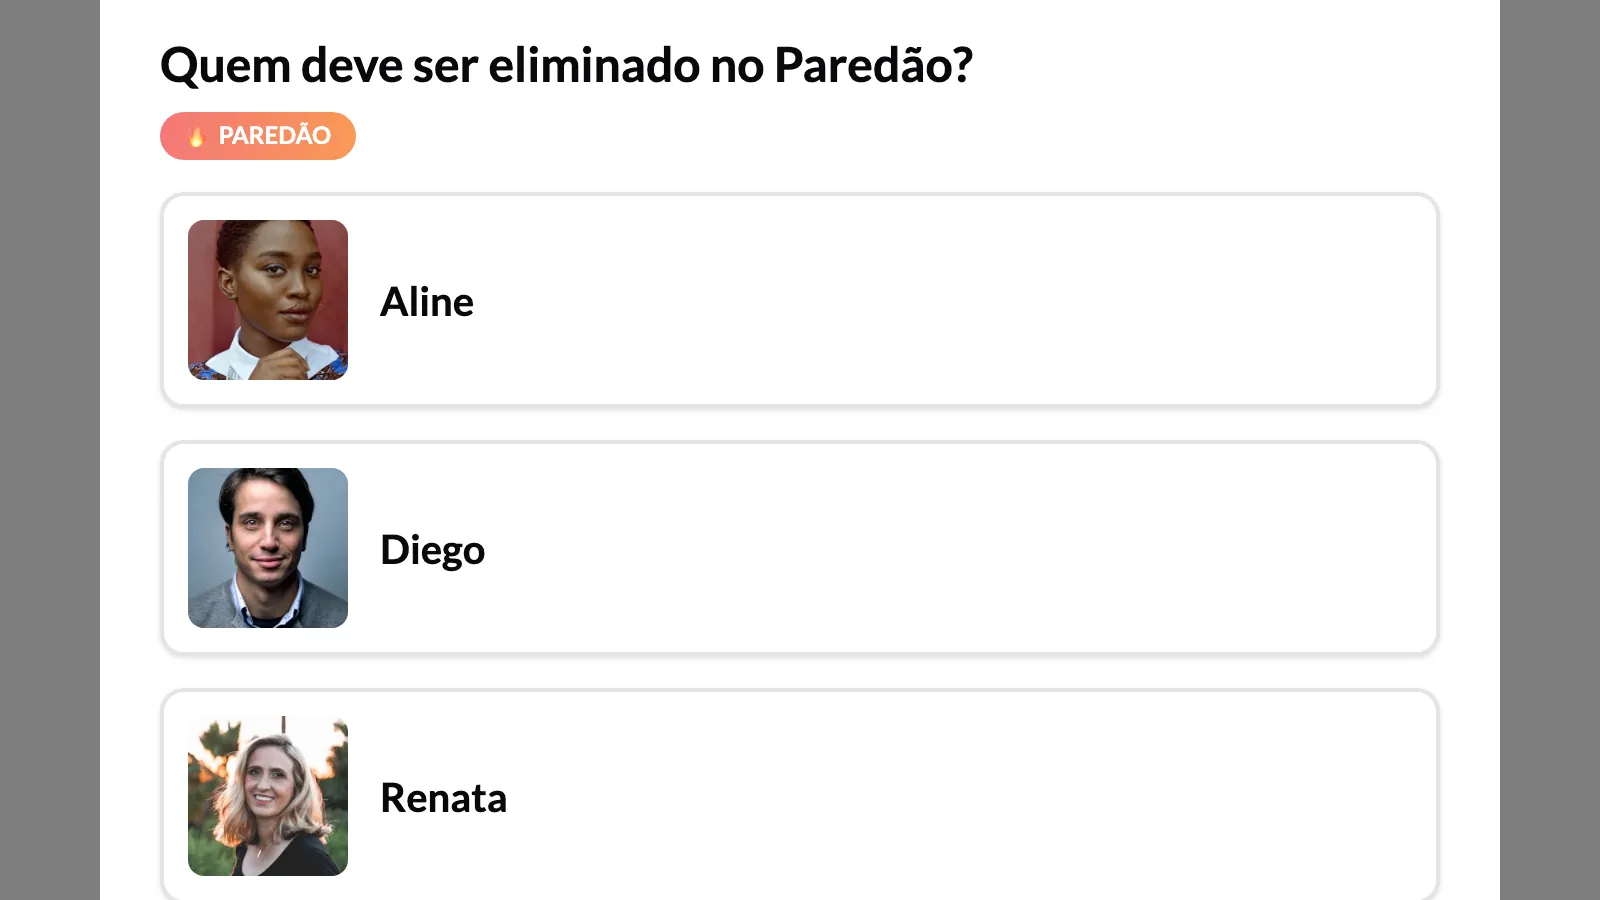 Quem deve ser eliminado no Paredão?
PAREDÃO
Aline
Diego
Renata